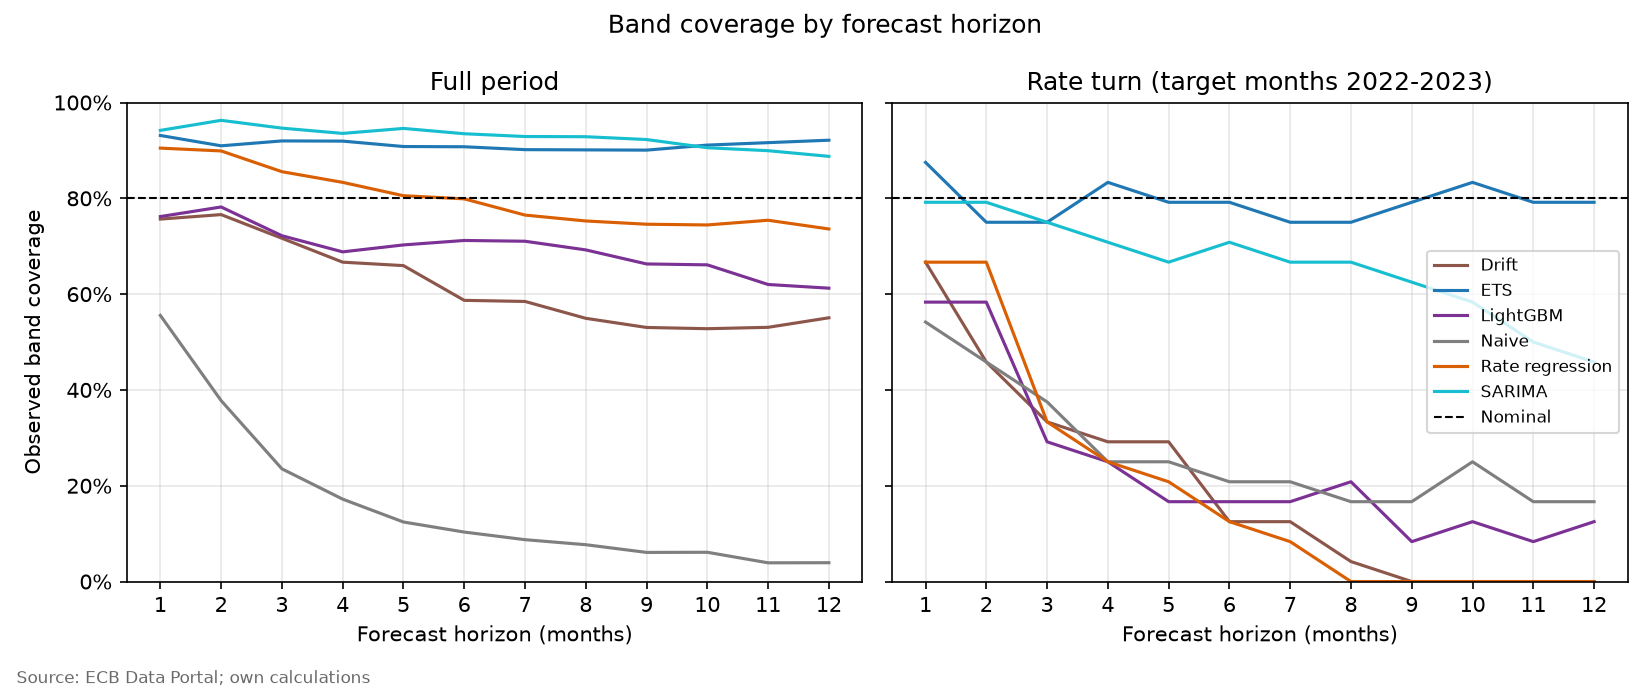 Band coverage by forecast horizon
Full period
Rate turn (target months 2022-2023)
Observed band coverage
100%
80%
60%
40%
20%
0%
1 2 3 4 5 6 7 8 9 10 11 12
1 2 3 4 5 6 7 8 9 10 11 12
Forecast horizon (months)
Forecast horizon (months)
Drift
ETS
LightGBM
Naive
Rate regression
SARIMA
Nominal
Source: ECB Data Portal; own calculations